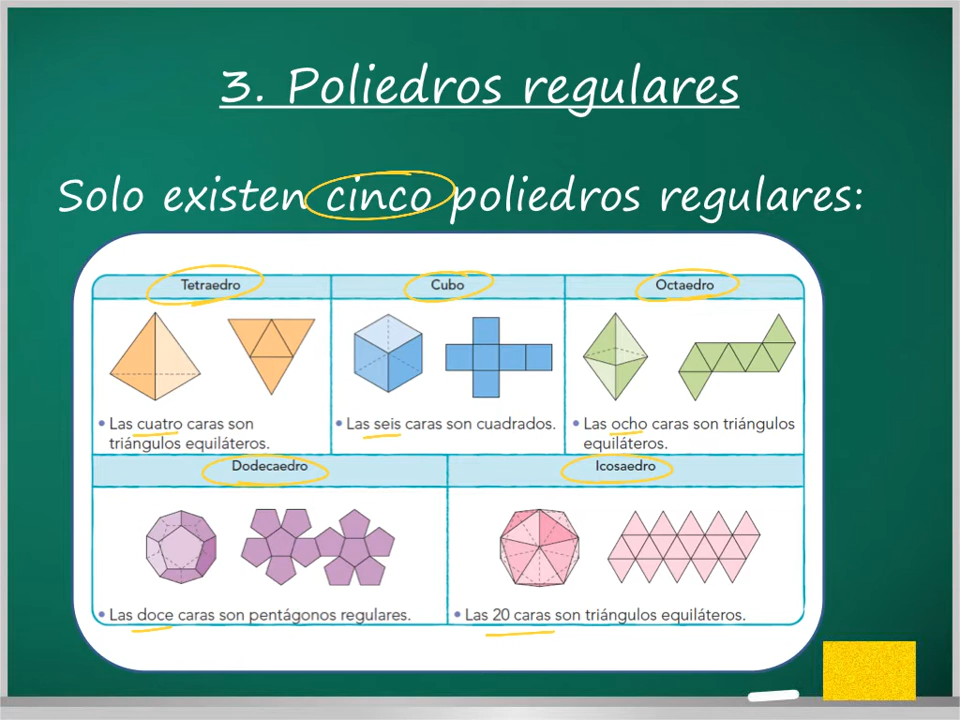 3. Poliedros regulares
Solo existen cinco poliedros regulares:
Tetraedro
Cubo
Octaedro
• Las cuatro caras son
triángulos equiláteros.
• Las seis caras son cuadrados.
• Las ocho caras son triángulos
equiláteros.
Dodecaedro
Icosaedro
• Las doce caras son pentágonos regulares.
• Las 20 caras son triángulos equiláteros.